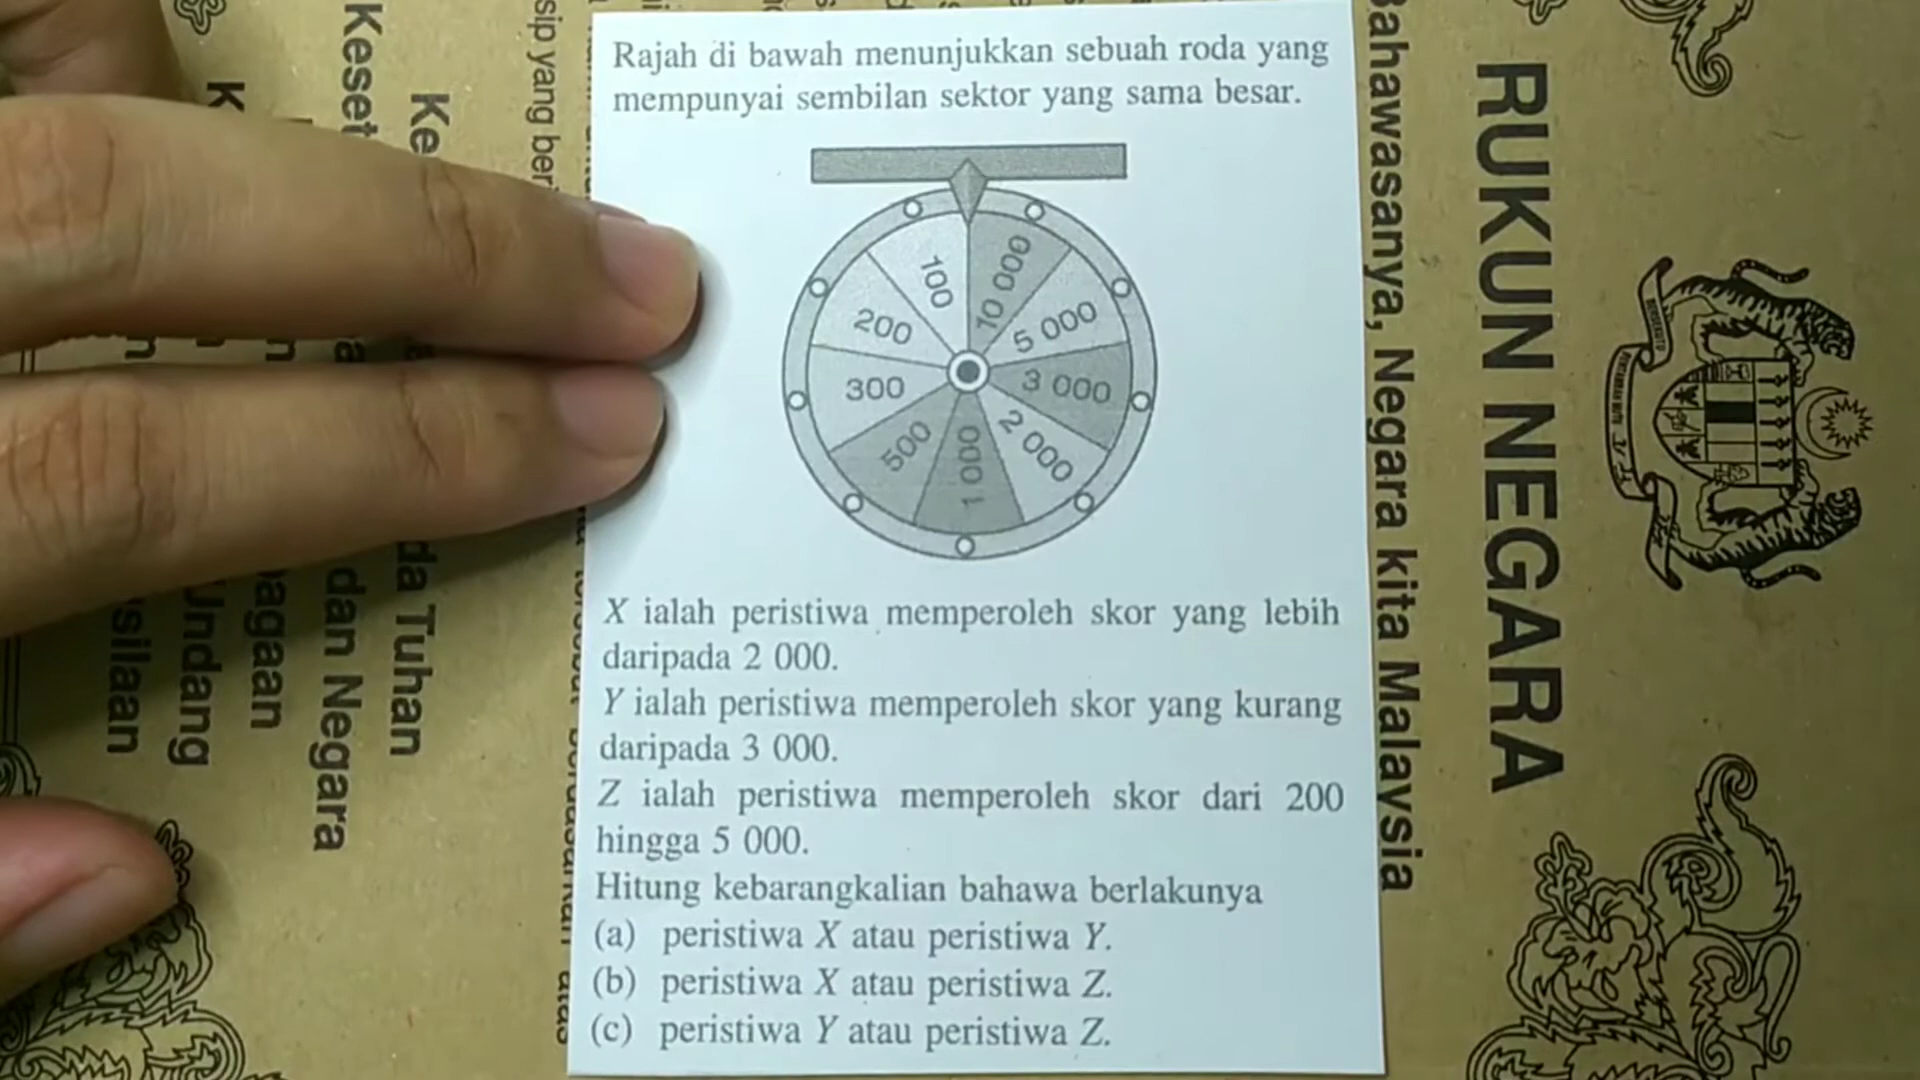 Rajah di bawah menunjukkan sebuah roda yang
mempunyai sembilan sektor yang sama besar.
100
10 000
5 000
3 000
2 000
1 000
500
300
200
X ialah peristiwa memperoleh skor yang lebih
daripada 2 000.
Y ialah peristiwa memperoleh skor yang kurang
daripada 3 000.
Z ialah peristiwa memperoleh skor dari 200
hingga 5 000.
Hitung kebarangkalian bahawa berlakunya
(a) peristiwa X atau peristiwa Y.
(b) peristiwa X atau peristiwa Z.
(c) peristiwa Y atau peristiwa Z.
RUKUN NEGARA
Bahawasanya, Negara kita Malaysia
sip yang ber
Tuhan
dan Negara